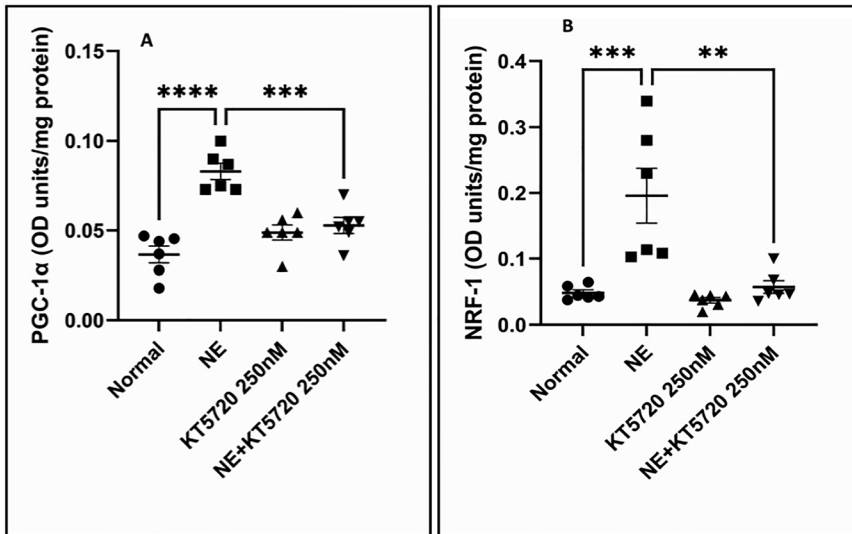 A
PGC-1α (OD units/mg protein)
0.15
0.10
0.05
0.00
**** ***
Normal
NE
KT5720 250nM
NE+KT5720 250nM
B
NRF-1 (OD units/mg protein)
0.4
0.3
0.2
0.1
0.0
*** **
Normal
NE
KT5720 250nM
NE+KT5720 250nM